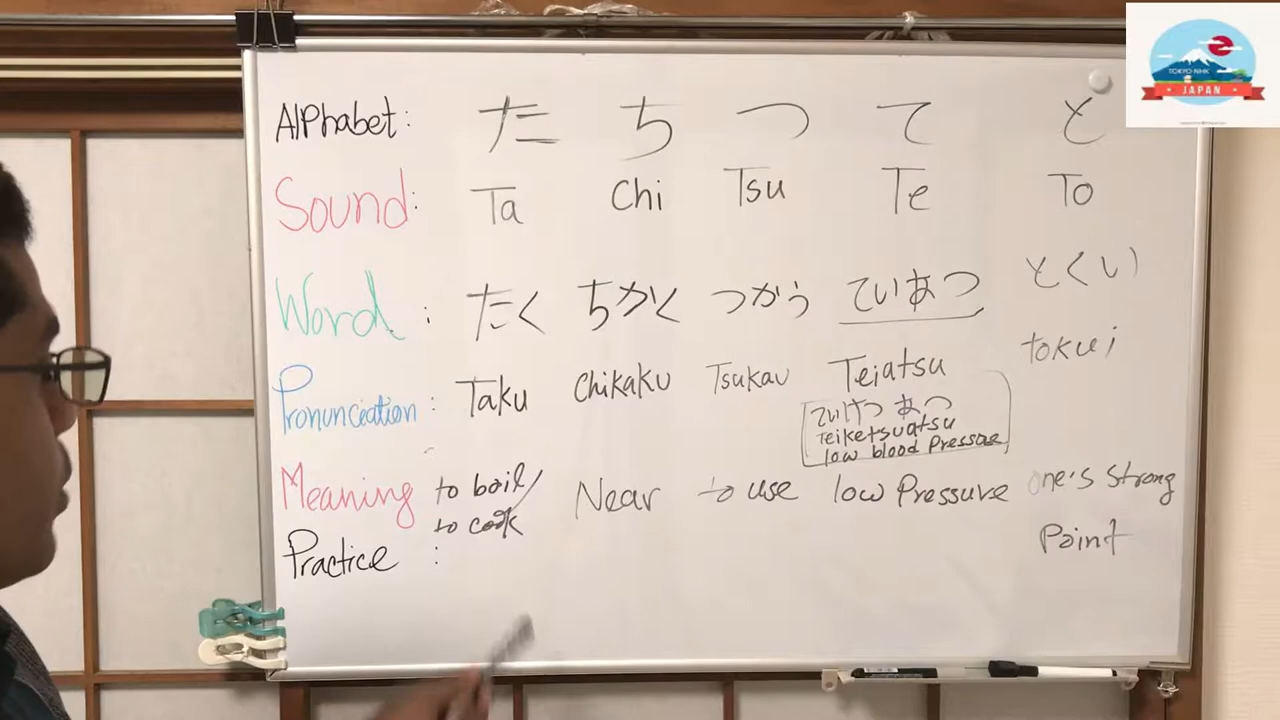 Alphabet: た ち つ て と
Sound: Ta Chi Tsu Te To
Word : たく ちかく つかう ていあつ とくい
Pronunciation : Taku Chikaku Tsukau Teiatsu tokui
ていけつ あつ
Teiketsuatsu
low blood Pressure
Meaning to boil/ Near to use low Pressure one's strong
to cook Point
Practice :
TOKYO-NHK
JAPAN